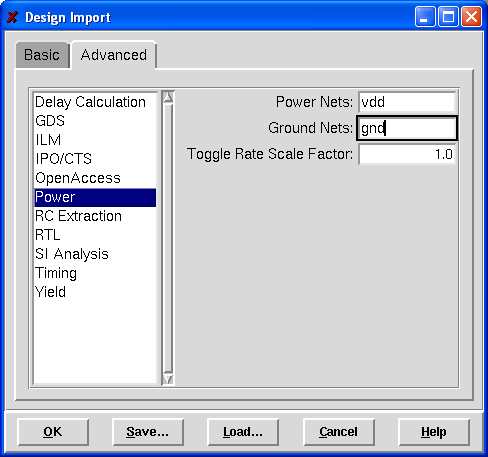 Design Import
Basic Advanced
Delay Calculation
GDS
ILM
IPO/CTS
OpenAccess
Power
RC Extraction
RTL
SI Analysis
Timing
Yield
Power Nets: vdd
Ground Nets: gnd
Toggle Rate Scale Factor: 1.0
OK Save... Load... Cancel Help